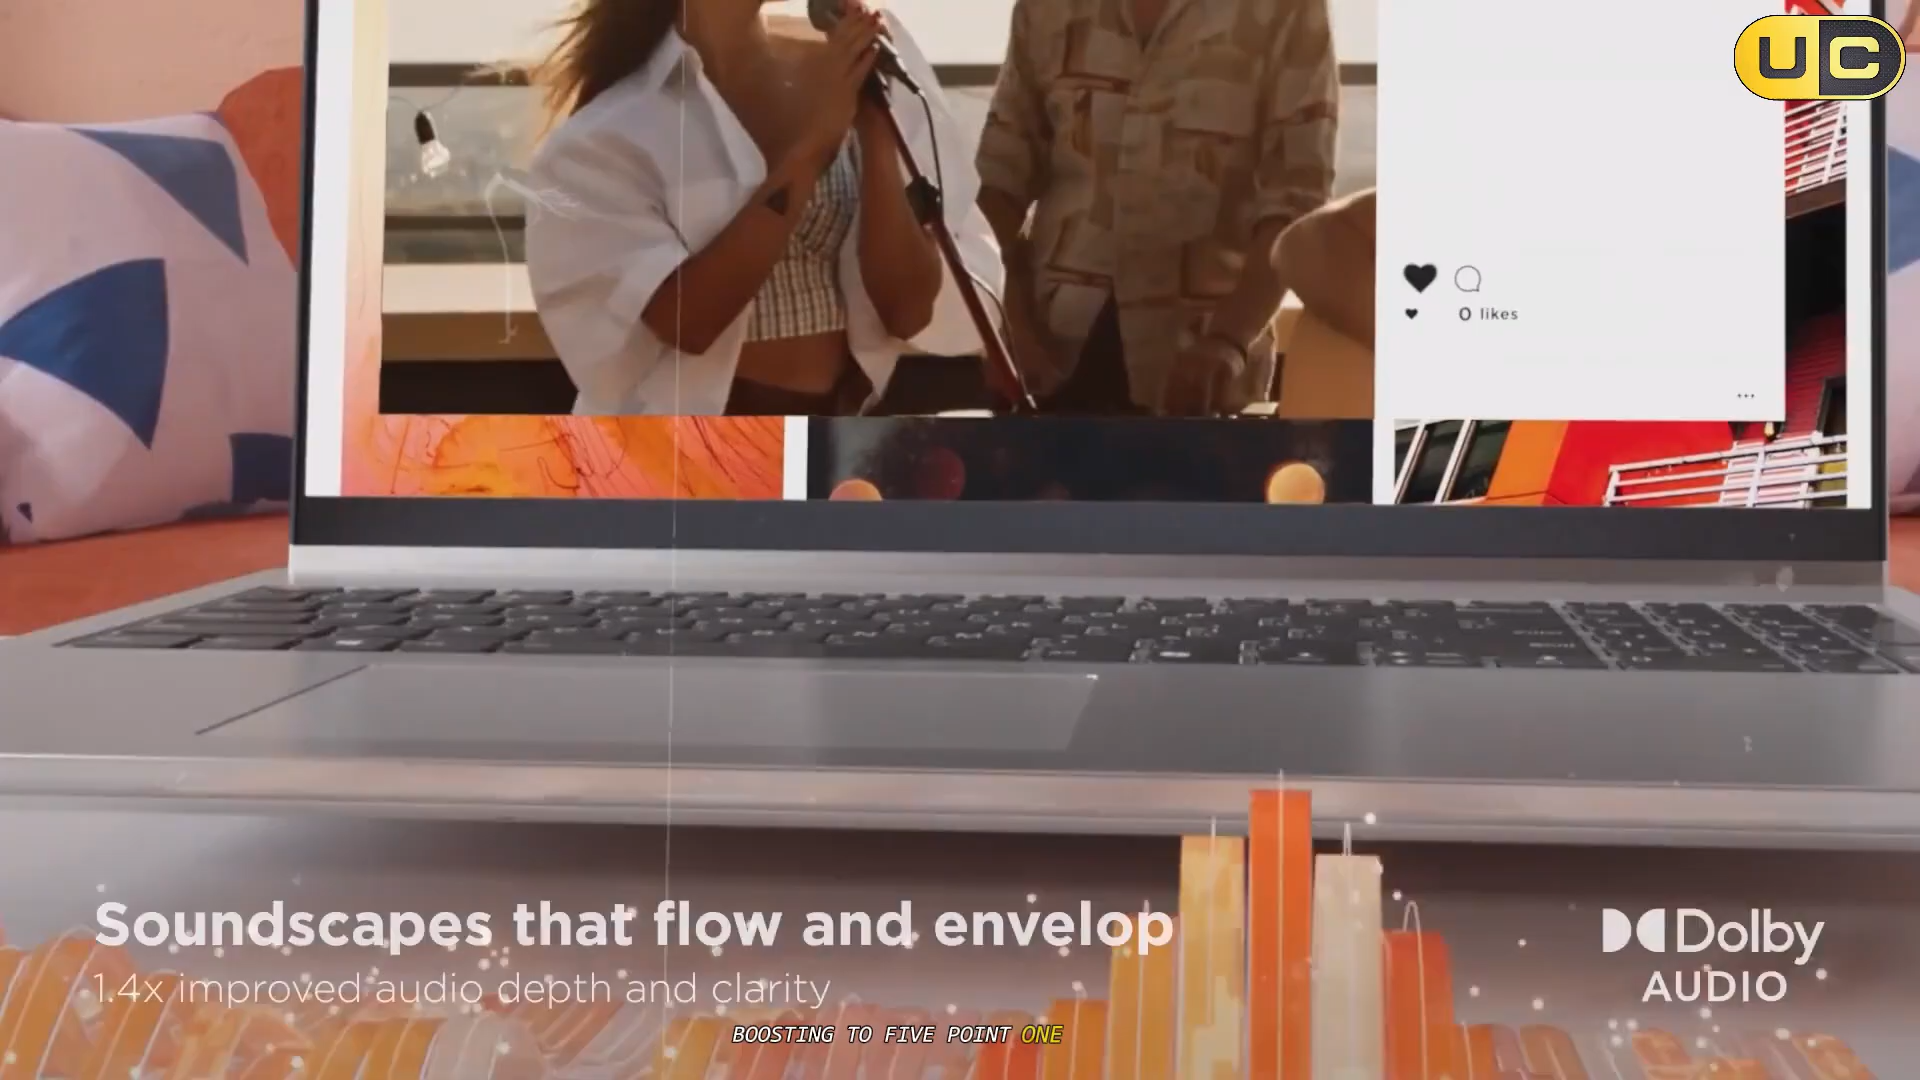 UC
0 likes
...
Soundscapes that flow and envelop
1.4x improved audio depth and clarity
Dolby
AUDIO
BOOSTING TO FIVE POINT ONE